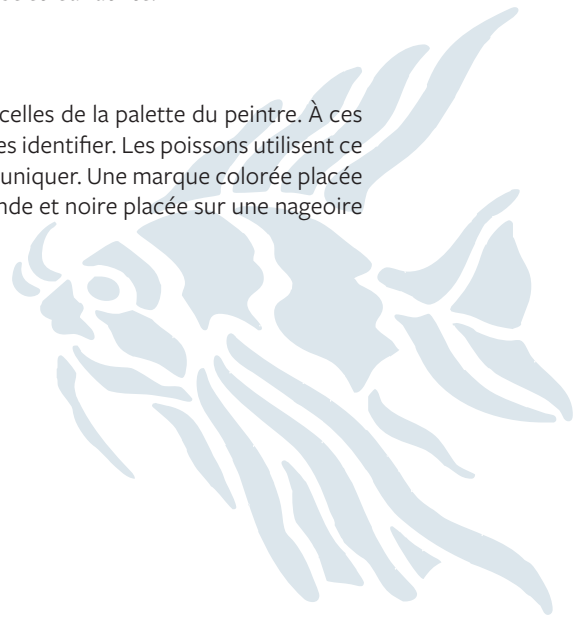 celles de la palette du peintre. À ces
es identifier. Les poissons utilisent ce
uniquer. Une marque colorée placée
nde et noire placée sur une nageoire